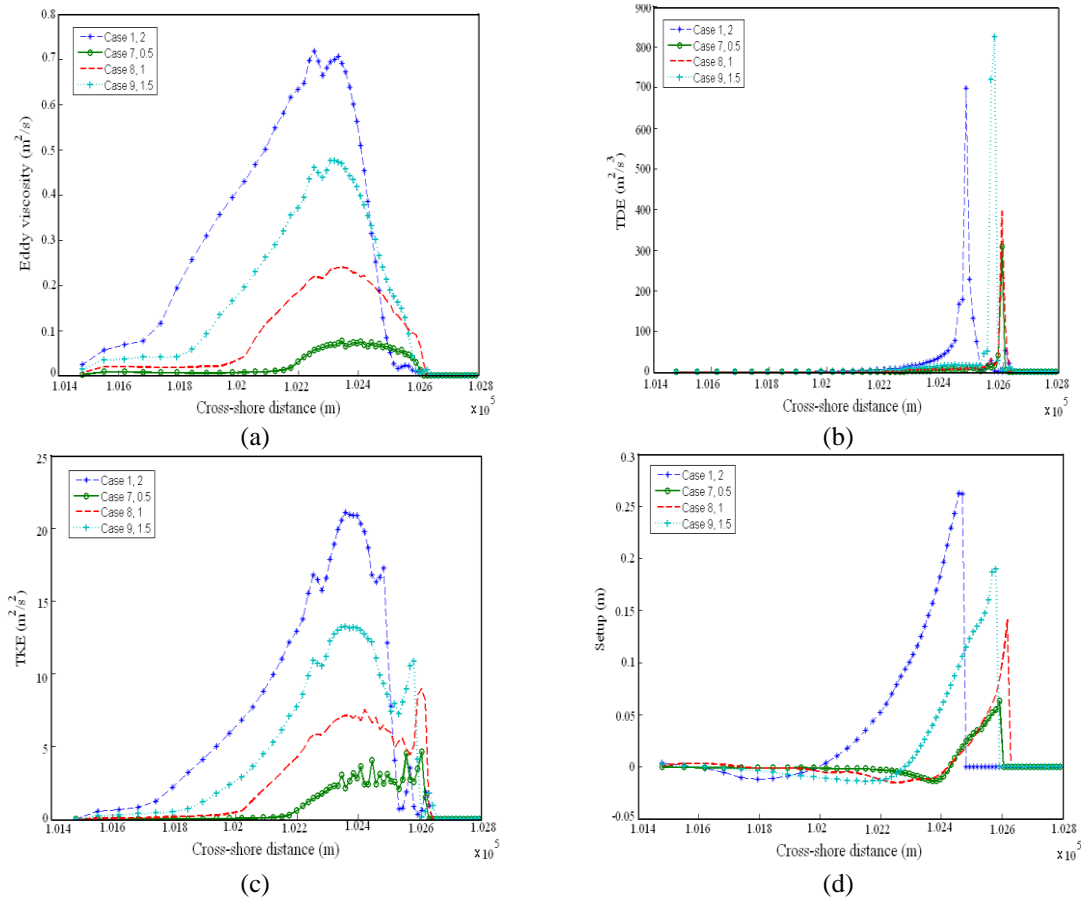 0.8
0.7
0.6
0.5
0.4
0.3
0.2
0.1
0
Eddy viscosity (m²/s)
Case 1, 2
Case 7, 0.5
Case 8, 1
Case 9, 1.5
1.014 1.016 1.018 1.02 1.022 1.024 1.026 1.028
Cross-shore distance (m)
x 10⁵
(a)
900
800
700
600
500
400
300
200
100
0
TDE (m²/s³)
Case 1, 2
Case 7, 0.5
Case 8, 1
Case 9, 1.5
1.014 1.016 1.018 1.02 1.022 1.024 1.026 1.028
Cross-shore distance (m)
x 10⁵
(b)
25
20
15
10
5
0
TKE (m²/s²)
Case 1, 2
Case 7, 0.5
Case 8, 1
Case 9, 1.5
1.014 1.016 1.018 1.02 1.022 1.024 1.026 1.028
Cross-shore distance (m)
x 10⁵
(c)
0.3
0.25
0.2
0.15
0.1
0.05
0
-0.05
Setup (m)
Case 1, 2
Case 7, 0.5
Case 8, 1
Case 9, 1.5
1.014 1.016 1.018 1.02 1.022 1.024 1.026 1.028
Cross-shore distance (m)
x 10⁵
(d)